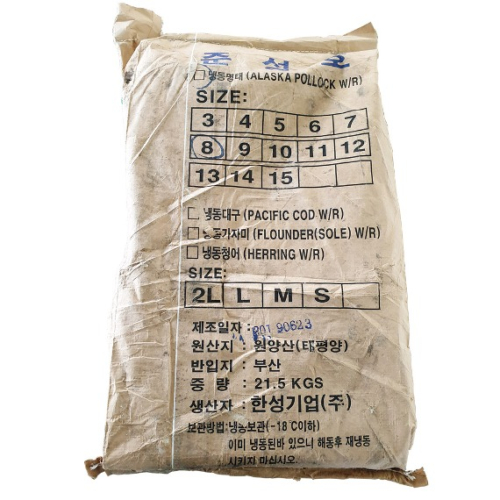 준성호
냉동명태 (ALASKA POLLOCK W/R)
SIZE:
3 4 5 6 7
8 9 10 11 12
13 14 15
냉동대구 (PACIFIC COD W/R)
냉동가자미 (FLOUNDER(SOLE) W/R)
냉동청어 (HERRING W/R)
SIZE:
2L L M S
제조일자 : 20190623
원산지 : 원양산(태평양)
반입지 : 부산
중 량 : 21.5 KGS
생산자 : 한성기업(주)
보관방법:냉동보관(-18℃이하)
이미 냉동된바 있으니 해동후 재냉동
시키지 마십시오.